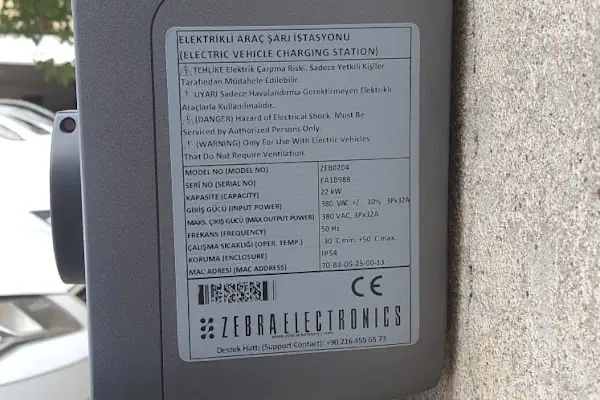 ELEKTRİKLİ ARAÇ ŞARJ İSTASYONU
(ELECTRIC VEHICLE CHARGING STATION)
TEHLİKE Elektrik Çarpma Riski. Sadece Yetkili Kişiler
Tarafından Müdahele Edilebilir.
! UYARI Sadece Havalandırma Gerektirmeyen Elektrikli
Araçlarla Kullanılmalıdır.
(DANGER) Hazard of Electrical Shock. Must Be
Serviced by Authorized Persons Only.
! (WARNING) Only For Use With Electric Vehicles
That Do Not Require Ventilation.
MODEL NO (MODEL NO) ZEB0204
SERİ NO (SERIAL NO) EA1B9BB
KAPASİTE (CAPACITY) 22 kW
GİRİŞ GÜCÜ (INPUT POWER) 380 VAC +/- 10% 3Px32A
MAKS. ÇIKIŞ GÜCÜ (MAX OUTPUT POWER) 380 VAC, 3Px32A
FREKANS (FREQUENCY) 50 Hz
ÇALIŞMA SICAKLIĞI (OPER. TEMP.) -30°C min. +50°C max.
KORUMA (ENCLOSURE) IP54
MAC ADRESİ (MAC ADDRESS) 70-B3-D5-25-00-13
CE
ZEBRAELECTRONICS
Destek Hattı (Support Contact): +90 216 455 65 73